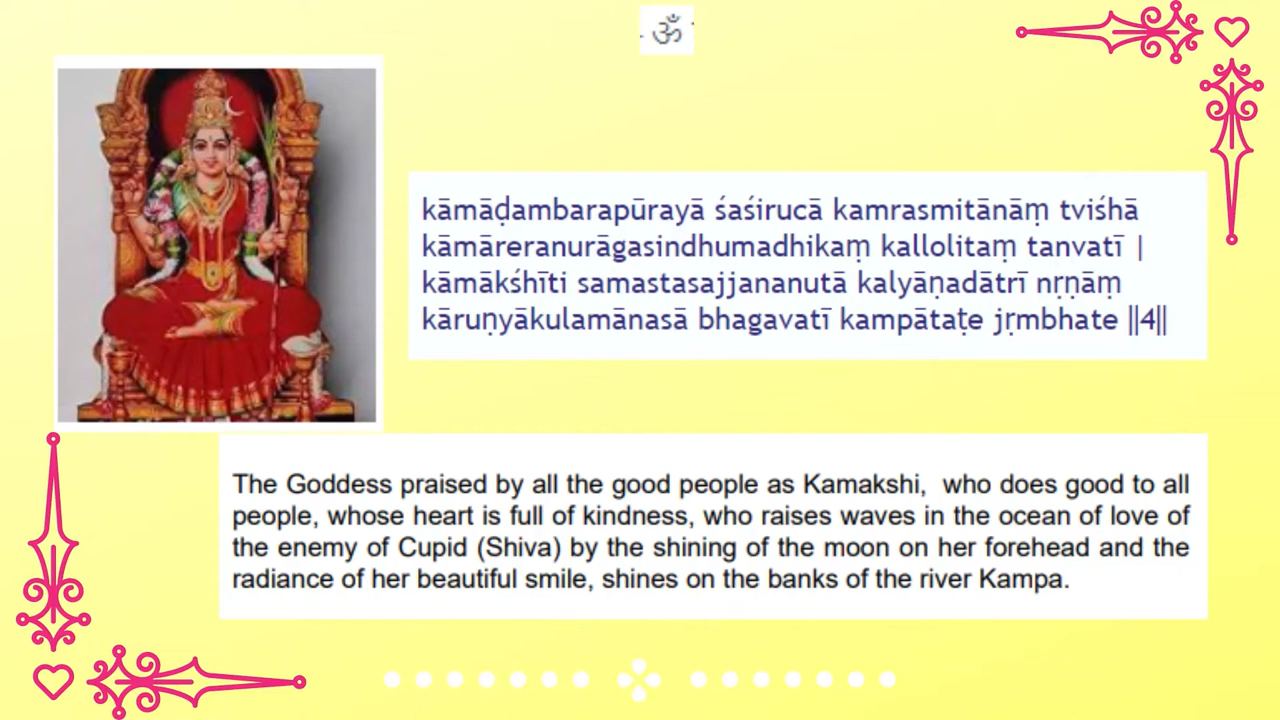 ॐ
kāmāḍambarapūrayā śaśirucā kamrasmitānāṃ tviśhā
kāmāreranurāgasindhumadhikaṃ kallolitaṃ tanvatī |
kāmākśhīti samastasajjananutā kalyāṇadātrī nṛṇāṃ
kāruṇyākulamānasā bhagavatī kampātaṭe jṛmbhate ||4||
The Goddess praised by all the good people as Kamakshi, who does good to all
people, whose heart is full of kindness, who raises waves in the ocean of love of
the enemy of Cupid (Shiva) by the shining of the moon on her forehead and the
radiance of her beautiful smile, shines on the banks of the river Kampa.